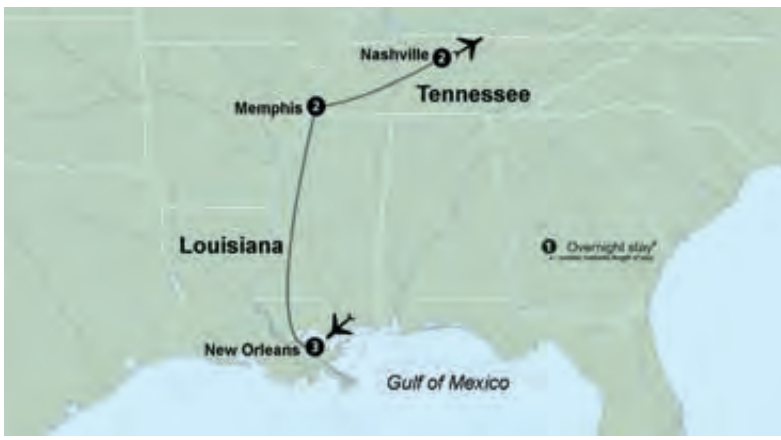 Nashville 2
Tennessee
Memphis 2
Louisiana
1 Overnight stay*
New Orleans 3
Gulf of Mexico